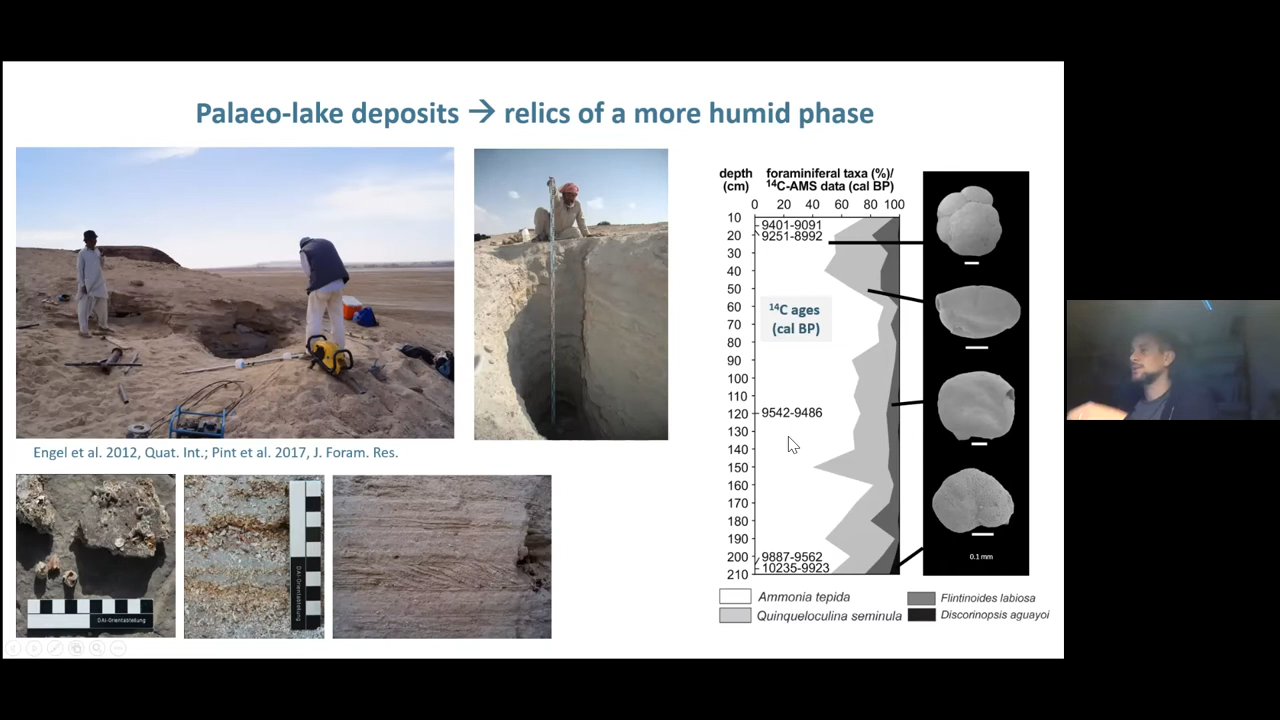 Palaeo-lake deposits → relics of a more humid phase
Engel et al. 2012, Quat. Int.; Pint et al. 2017, J. Foram. Res.
DAI-Orientabteilung
DAI-Orientabteilung
depth (cm)
foraminiferal taxa (%)/
14C-AMS data (cal BP)
0 20 40 60 80 100
10
20
30
40
50
60
70
80
90
100
110
120
130
140
150
160
170
180
190
200
210
9401-9091
9251-8992
14C ages
(cal BP)
9542-9486
9887-9562
10235-9923
0.1 mm
Ammonia tepida
Quinqueloculina seminula
Flintinoides labiosa
Discorinopsis aguayoi